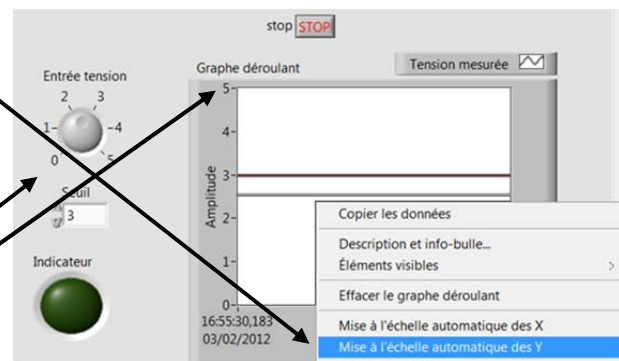 stop STOP
Entrée tension
2 3
1 4
0 5
Seuil
3
Indicateur
Graphe déroulant
Tension mesurée
Amplitude
5
4
3
2
1
0
16:55:30,183
03/02/2012
Copier les données
Description et info-bulle...
Éléments visibles
Effacer le graphe déroulant
Mise à l'échelle automatique des X
Mise à l'échelle automatique des Y